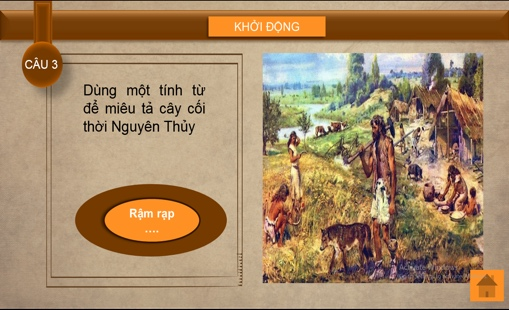 KHỞI ĐỘNG
CÂU 3
Dùng một tính từ
để miêu tả cây cối
thời Nguyên Thủy
Rậm rạp
....